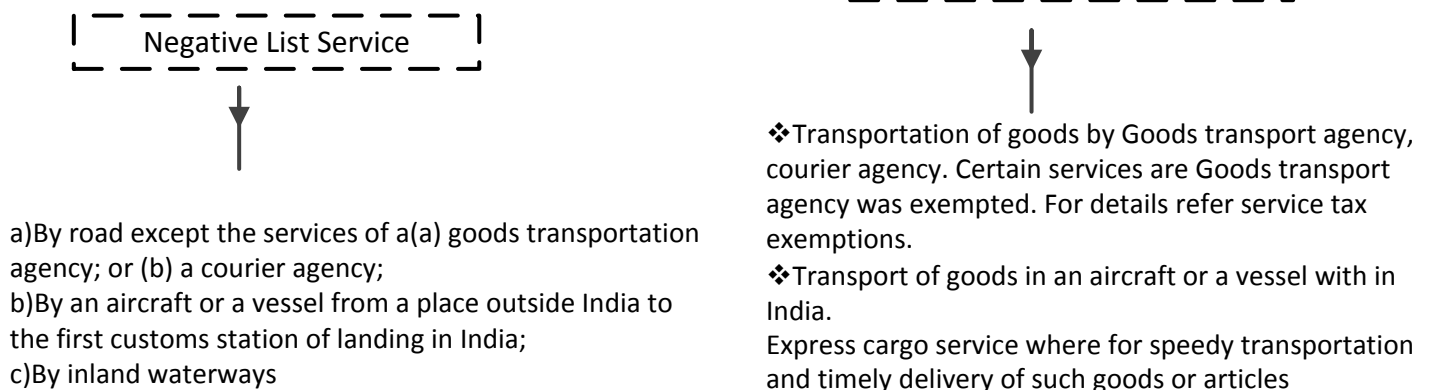 Negative List Service
a)By road except the services of a(a) goods transportation
agency; or (b) a courier agency;
b)By an aircraft or a vessel from a place outside India to
the first customs station of landing in India;
c)By inland waterways
❖Transportation of goods by Goods transport agency,
courier agency. Certain services are Goods transport
agency was exempted. For details refer service tax
exemptions.
❖Transport of goods in an aircraft or a vessel with in
India.
Express cargo service where for speedy transportation
and timely delivery of such goods or articles